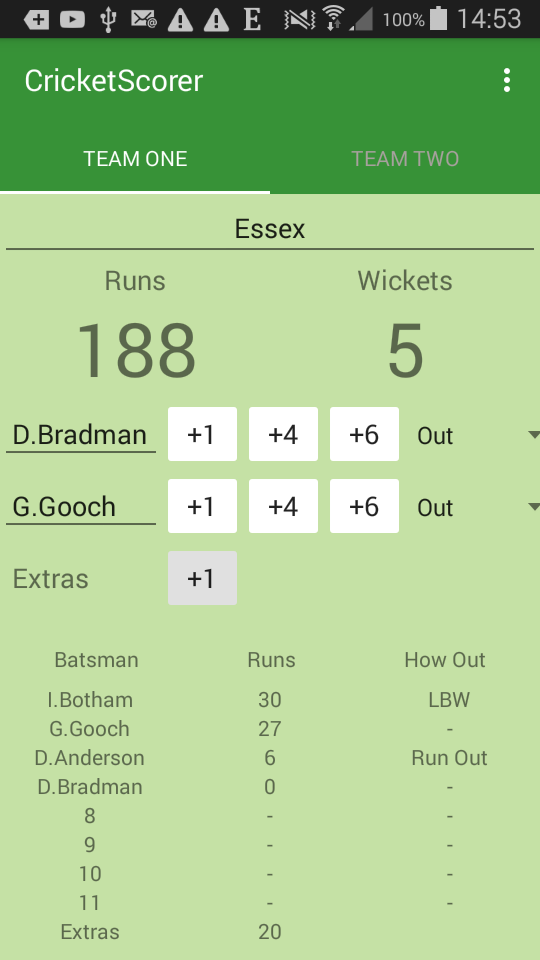 E 100% 14:53
CricketScorer
TEAM ONE TEAM TWO
Essex
Runs Wickets
188 5
D.Bradman +1 +4 +6 Out
G.Gooch +1 +4 +6 Out
Extras +1
Batsman Runs How Out
I.Botham 30 LBW
G.Gooch 27 -
D.Anderson 6 Run Out
D.Bradman 0 -
8 - -
9 - -
10 - -
11 - -
Extras 20